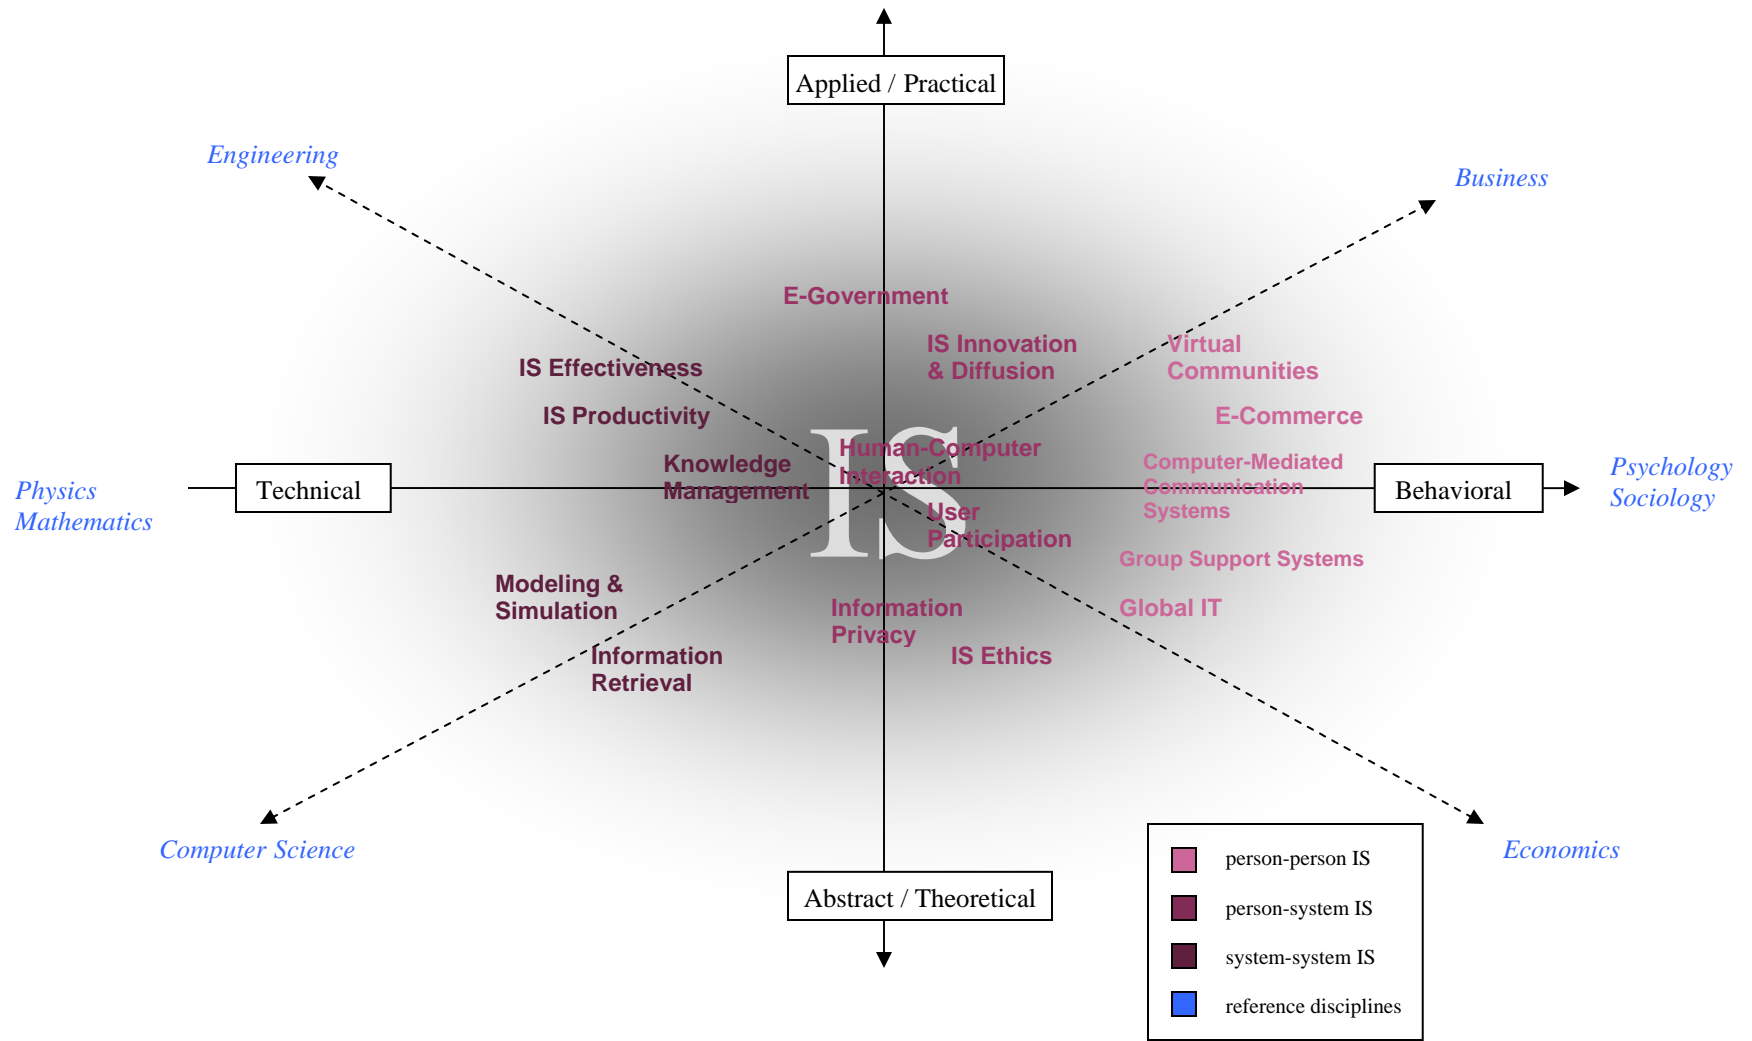 Applied / Practical
Engineering
Business
E-Government
IS Innovation
& Diffusion
Virtual
Communities
IS Effectiveness
IS Productivity
E-Commerce
IS
Human-Computer
Interaction
Knowledge
Management
Computer-Mediated
Communication
Systems
Physics
Mathematics
Technical
Behavioral
Psychology
Sociology
User
Participation
Group Support Systems
Modeling &
Simulation
Information
Privacy
Global IT
Information
Retrieval
IS Ethics
Computer Science
Economics
Abstract / Theoretical
person-person IS
person-system IS
system-system IS
reference disciplines